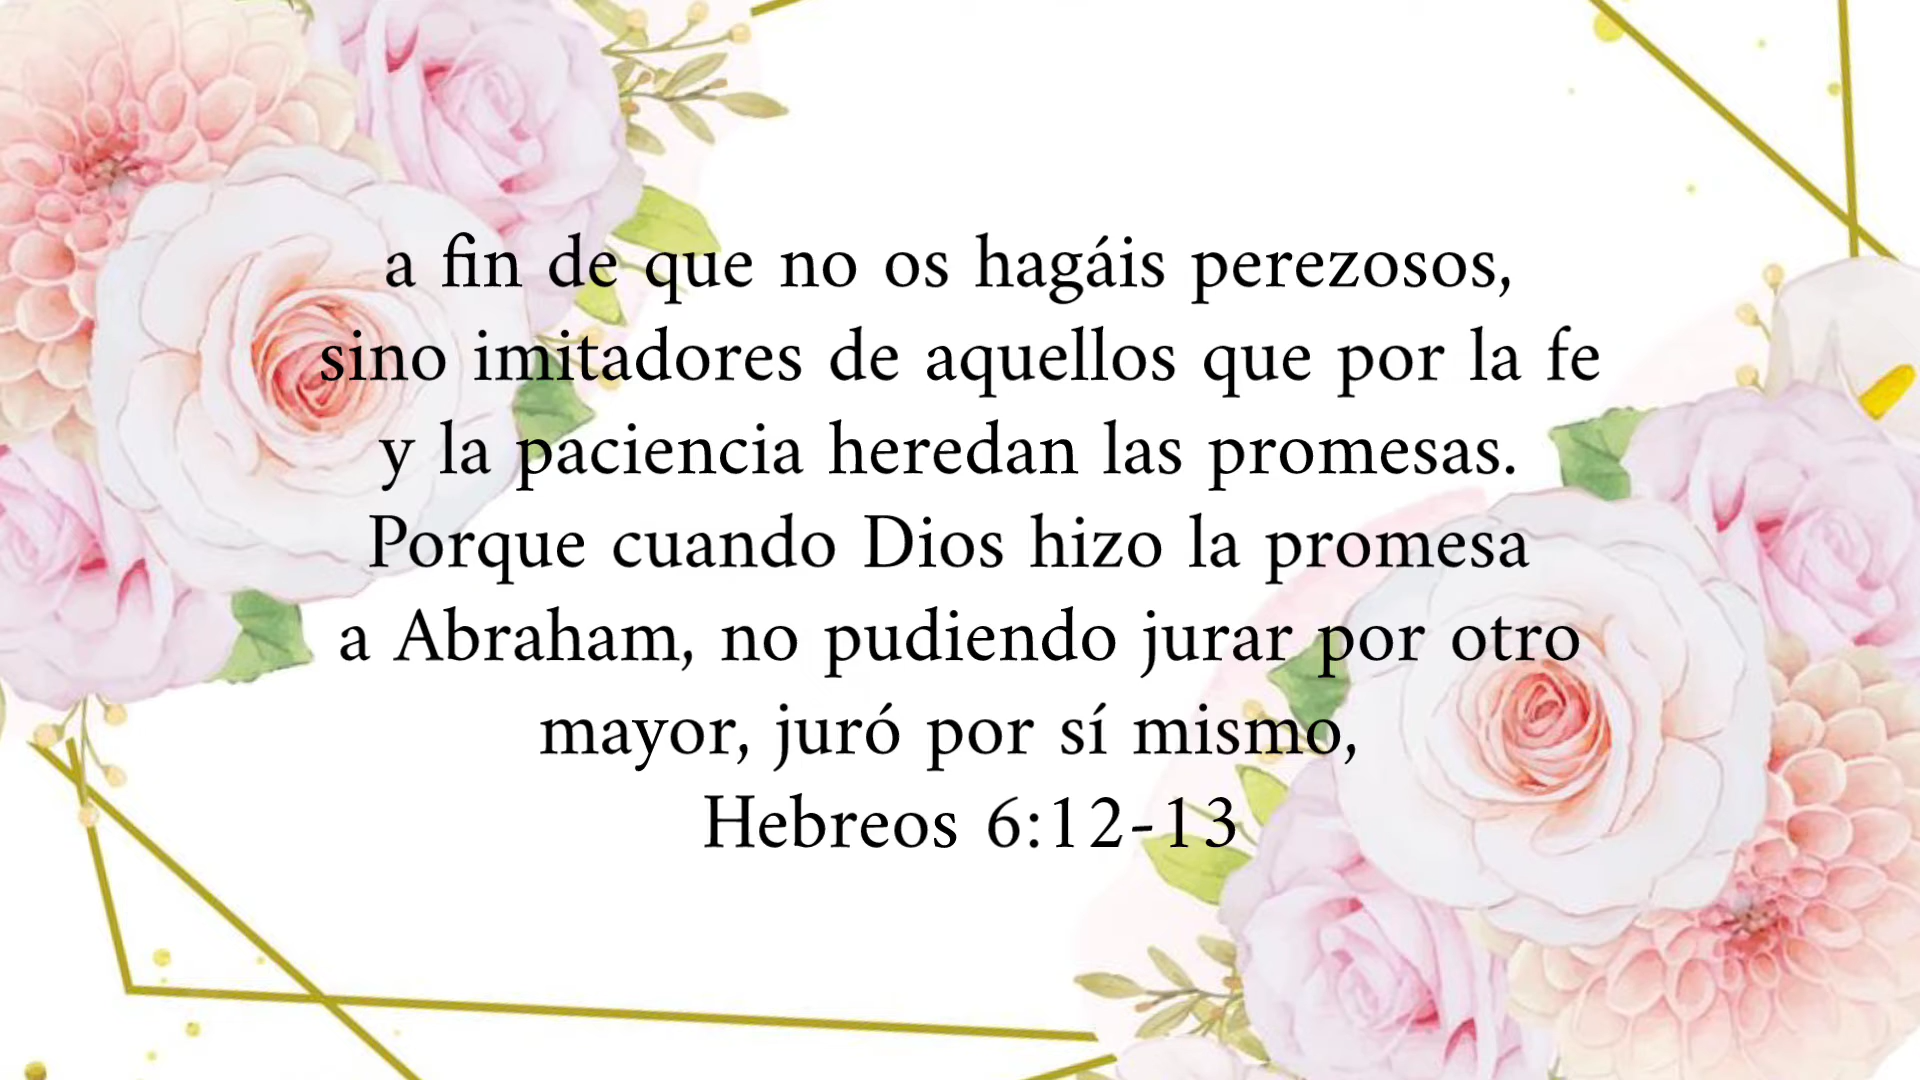 a fin de que no os hagáis perezosos,
sino imitadores de aquellos que por la fe
y la paciencia heredan las promesas.
Porque cuando Dios hizo la promesa
a Abraham, no pudiendo jurar por otro
mayor, juró por sí mismo,
Hebreos 6:12-13